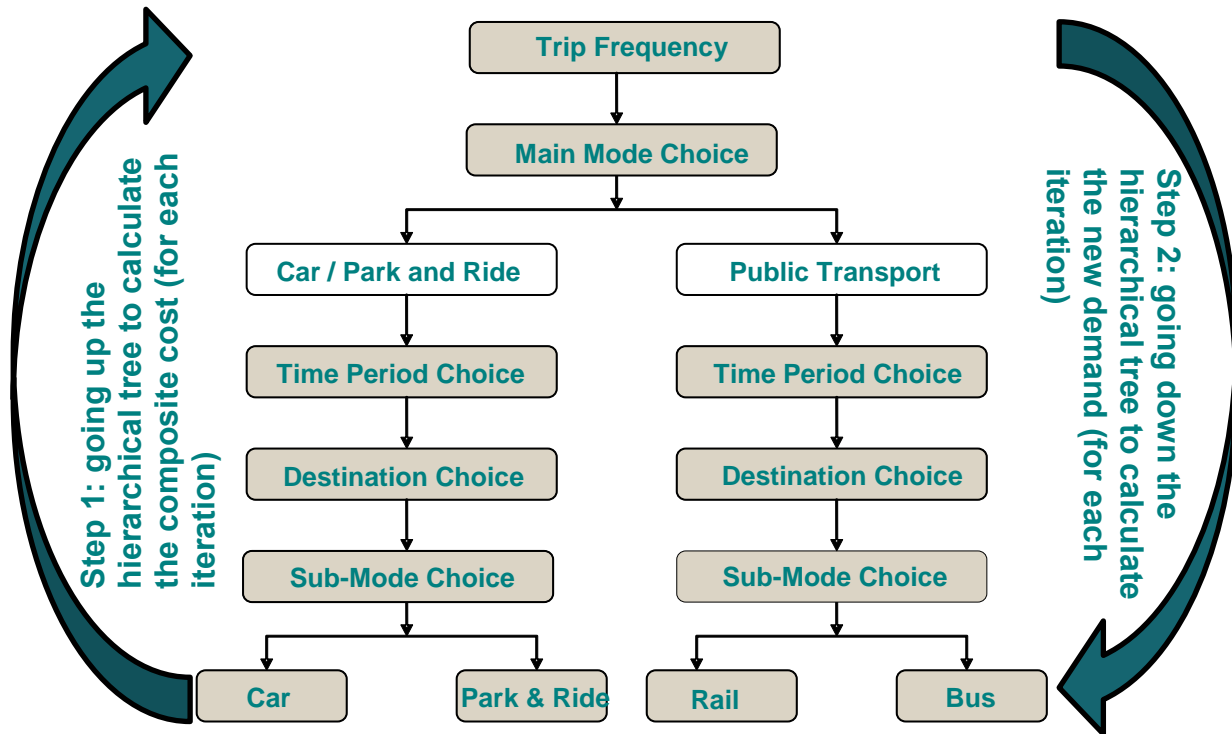 Trip Frequency
Main Mode Choice
Car / Park and Ride
Public Transport
Time Period Choice
Time Period Choice
Destination Choice
Destination Choice
Sub-Mode Choice
Sub-Mode Choice
Car
Park & Ride
Rail
Bus
Step 1: going up the
hierarchical tree to calculate
the composite cost (for each
iteration)
Step 2: going down the
hierarchical tree to calculate
the new demand (for each
iteration)